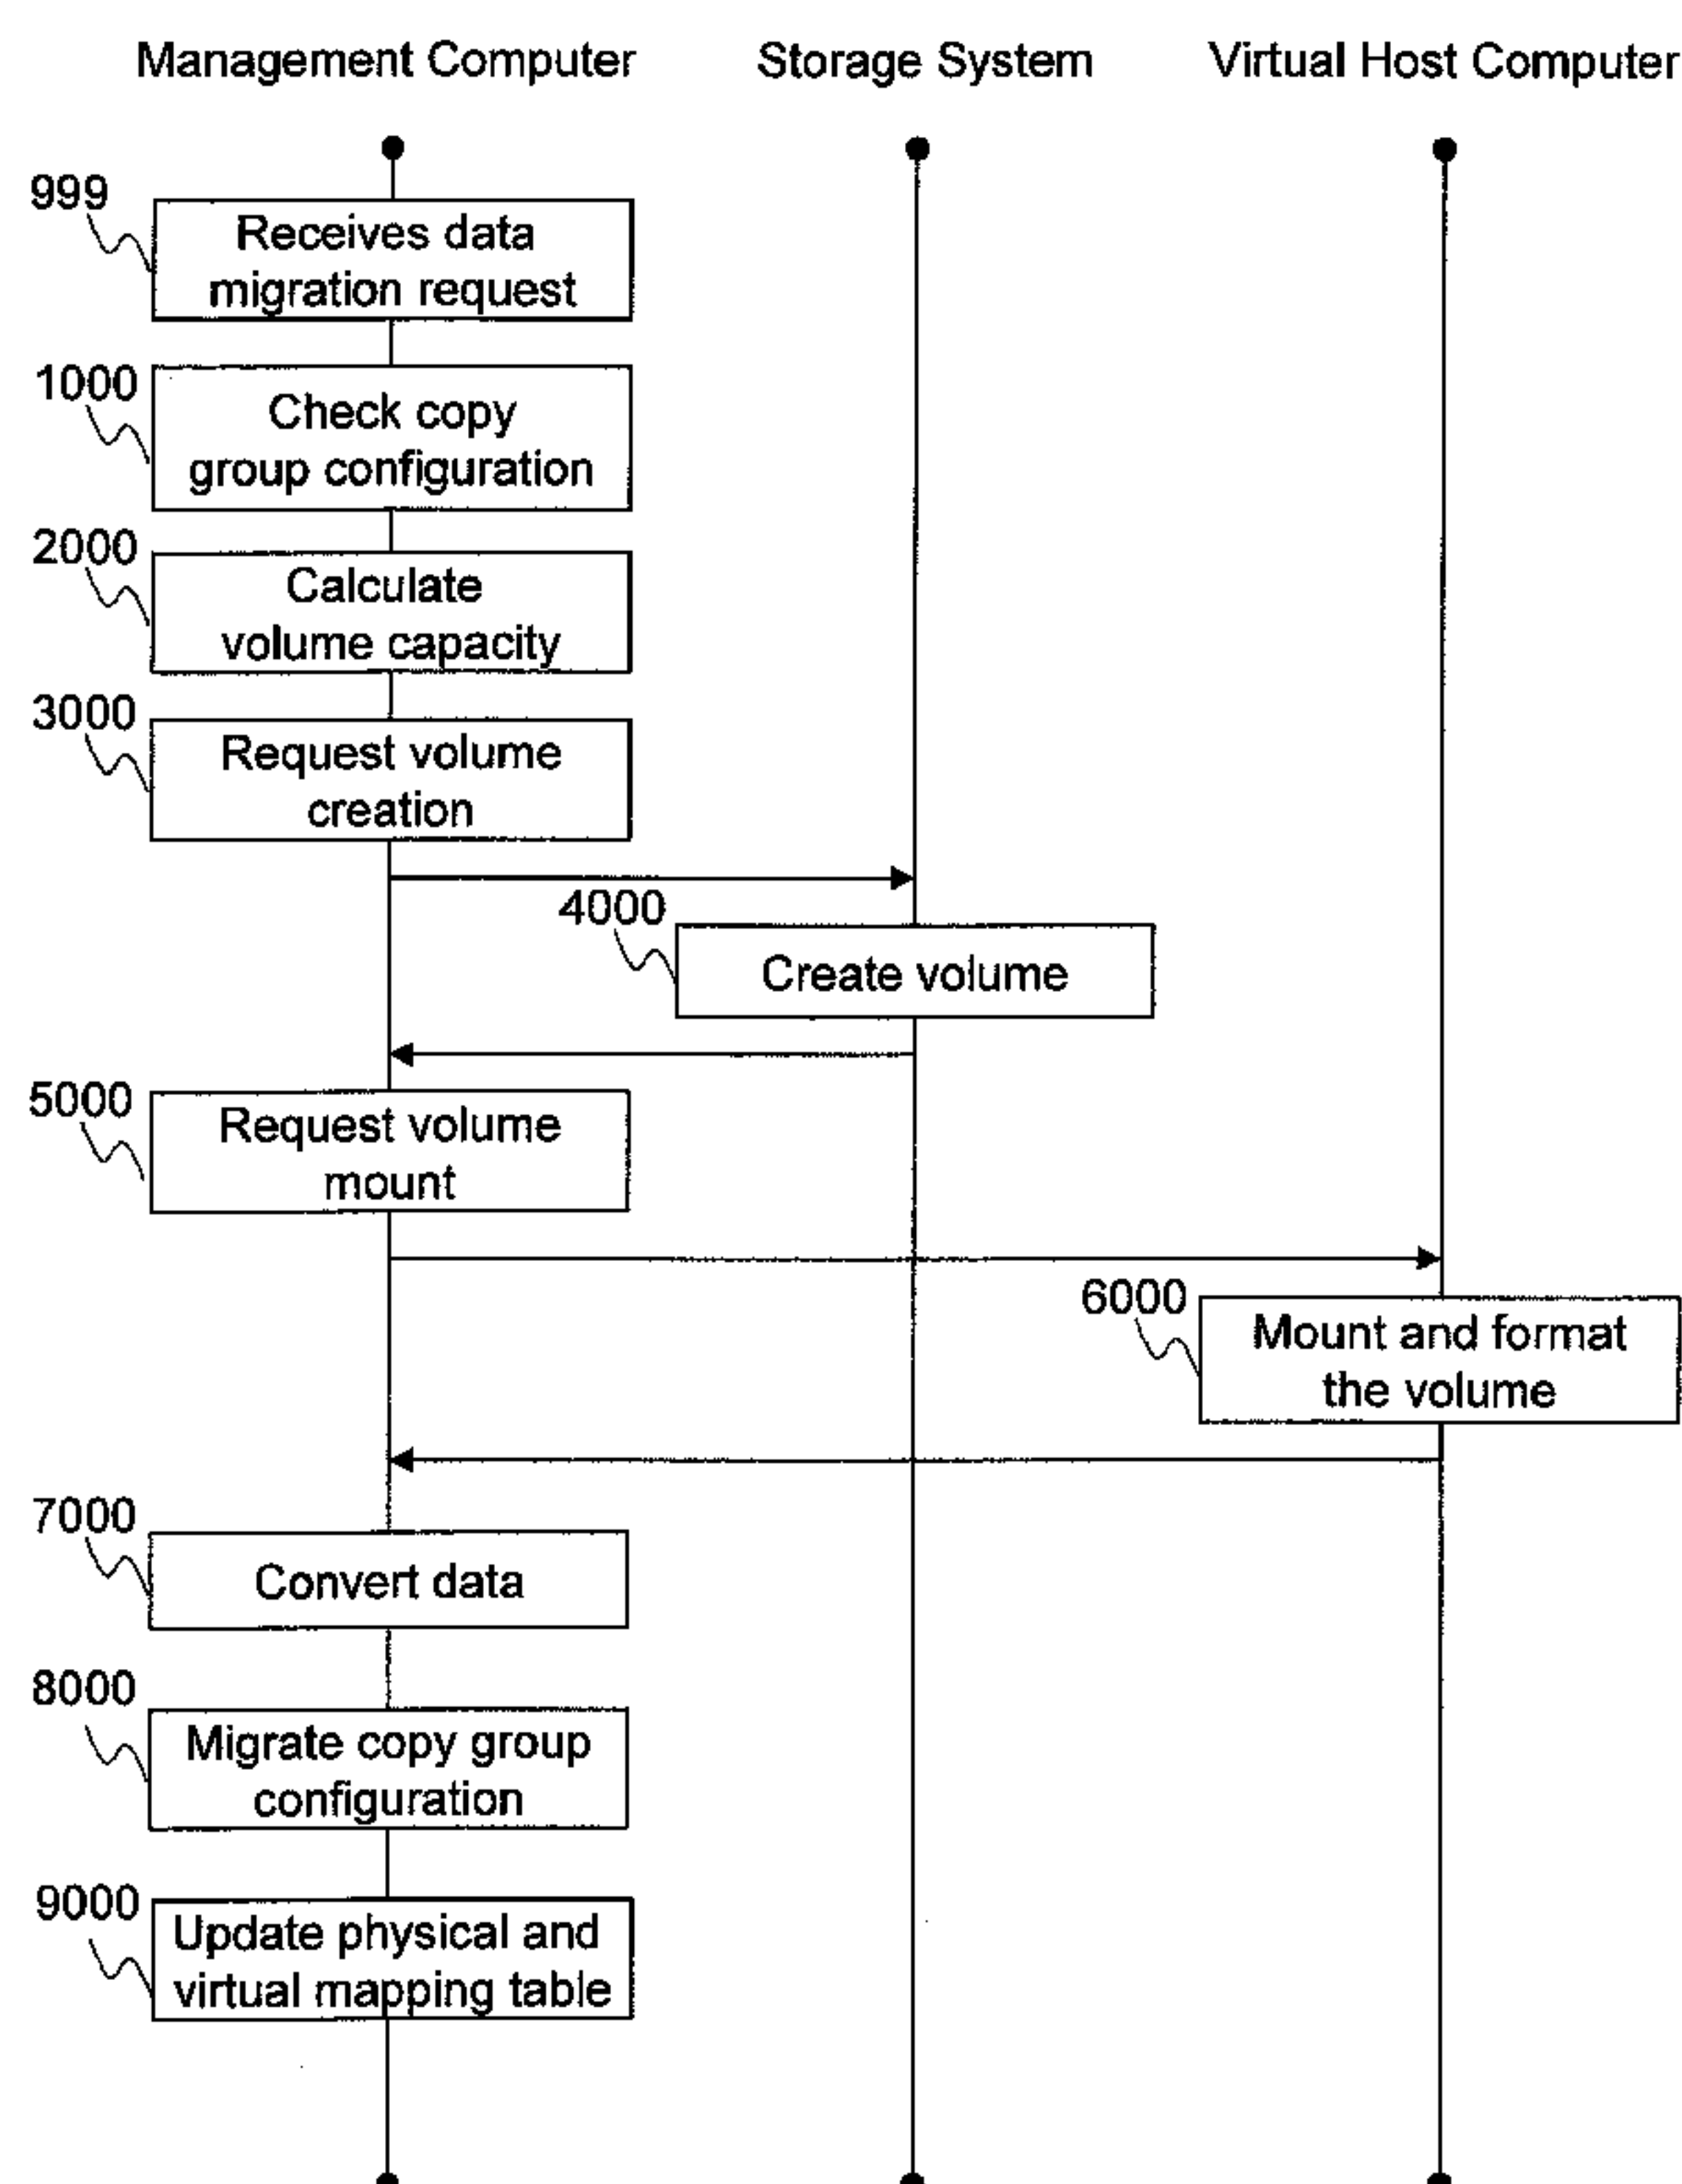 Management Computer
Storage System
Virtual Host Computer
999
Receives data
migration request
1000
Check copy
group configuration
2000
Calculate
volume capacity
3000
Request volume
creation
4000
Create volume
5000
Request volume
mount
6000
Mount and format
the volume
7000
Convert data
8000
Migrate copy group
configuration
9000
Update physical and
virtual mapping table